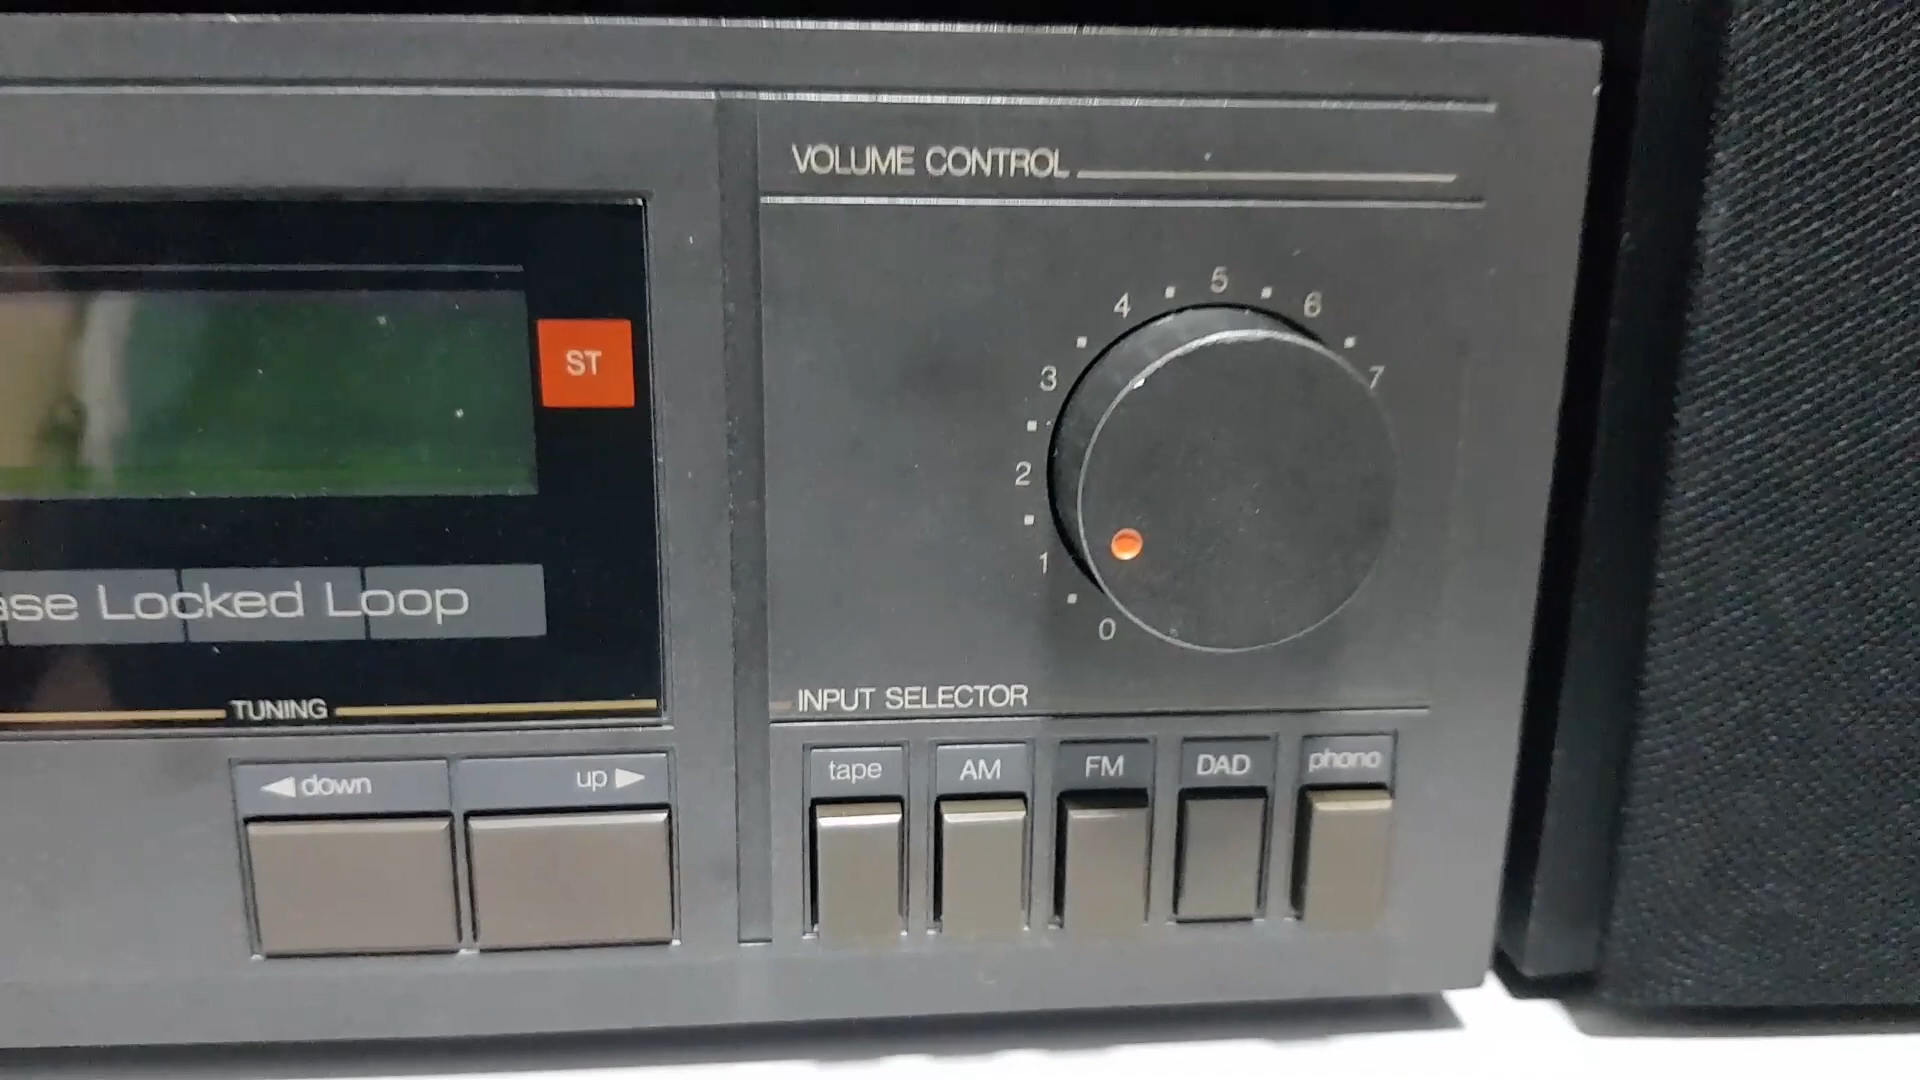 VOLUME CONTROL
ST
0 1 2 3 4 5 6 7
Locked Loop
TUNING
down
up
INPUT SELECTOR
tape
AM
FM
DAD
phono